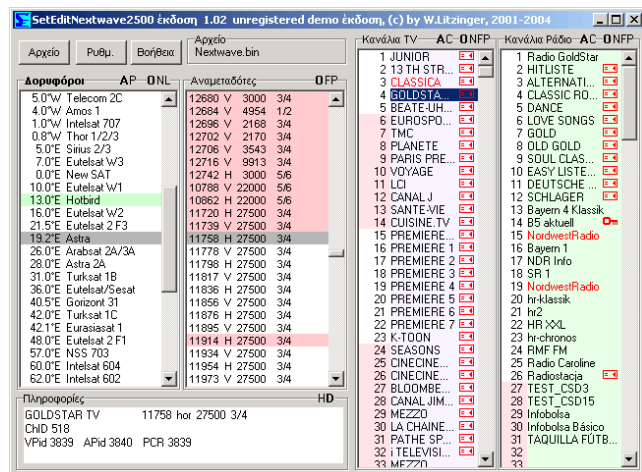 SetEditNextwave2500 έκδοση 1.02 unregistered demo έκδοση, (c) by W.Litzinger, 2001-2004
Αρχείο Ρυθμ. Βοήθεια
Αρχείο
Nextwave.bin
Δορυφόροι AP ONL
5.0°W Telecom 2C
4.0°W Amos 1
1.0°W Intelsat 707
0.8°W Thor 1/2/3
5.0°E Sirius 2/3
7.0°E Eutelsat W3
0.0°E New SAT
10.0°E Eutelsat W1
13.0°E Hotbird
16.0°E Eutelsat W2
21.5°E Eutelsat 2 F3
19.2°E Astra
26.0°E Arabsat 2A/3A
28.0°E Astra 2A
31.0°E Turksat 1B
36.0°E Eutelsat/Sesat
40.5°E Gorizont 31
42.0°E Turksat 1C
42.1°E Eurasiasat 1
48.0°E Eutelsat 2 F1
57.0°E NSS 703
60.0°E Intelsat 604
62.0°E Intelsat 602
Αναμεταδότες OFP
12680 V 3000 3/4
12684 V 4954 1/2
12696 V 2168 3/4
12702 V 2170 3/4
12706 V 3543 3/4
12716 V 9913 3/4
12742 H 3000 5/6
10788 V 22000 5/6
10862 H 22000 5/6
11720 H 27500 3/4
11739 V 27500 3/4
11758 H 27500 3/4
11778 V 27500 3/4
11798 H 27500 3/4
11817 V 27500 3/4
11836 H 27500 3/4
11856 V 27500 3/4
11876 H 27500 3/4
11895 V 27500 3/4
11914 H 27500 3/4
11934 V 27500 3/4
11954 H 27500 3/4
11973 V 27500 3/4
Πληροφορίες HD
GOLDSTAR TV 11758 hor 27500 3/4
ChID 518
VPid 3839 APid 3840 PCR 3839
Κανάλια TV AC ONFP
1 JUNIOR
2 13 TH STR...
3 CLASSICA
4 GOLDSTA...
5 BEATE-UH...
6 EUROSPO...
7 TMC
8 PLANETE
9 PARIS PRE...
10 VOYAGE
11 LCI
12 CANAL J
13 SANTE-VIE
14 CUISINE.TV
15 PREMIERE...
16 PREMIERE 1
17 PREMIERE 2
18 PREMIERE 3
19 PREMIERE 4
20 PREMIERE 5
21 PREMIERE 6
22 PREMIERE 7
23 K-TOON
24 SEASONS
25 CINECINE...
26 CINECINE...
27 BLOOMBE...
28 CANAL JIM...
29 MEZZO
30 LA CHAINE...
31 PATHE SP...
32 i TELEVISI...
33 MEZZO
Κανάλια Ράδιο AC ONFP
1 Radio GoldStar
2 HITLISTE
3 ALTERNATI...
4 CLASSIC RO...
5 DANCE
6 LOVE SONGS
7 GOLD
8 OLD GOLD
9 SOUL CLAS...
10 EASY LISTE...
11 DEUTSCHE ...
12 SCHLAGER
13 Bayern 4 Klassik
14 B5 aktuell
15 NordwestRadio
16 Bayern 1
17 NDR Info
18 SR 1
19 NordwestRadio
20 hr-klassik
21 hr2
22 HR XXL
23 hr-chronos
24 RMF FM
25 Radio Caroline
26 Radiostacja
27 TEST_CSD3
28 TEST_CSD15
29 Infobolsa
30 Infobolsa Básico
31 TAQUILLA FÚTB...
32
33